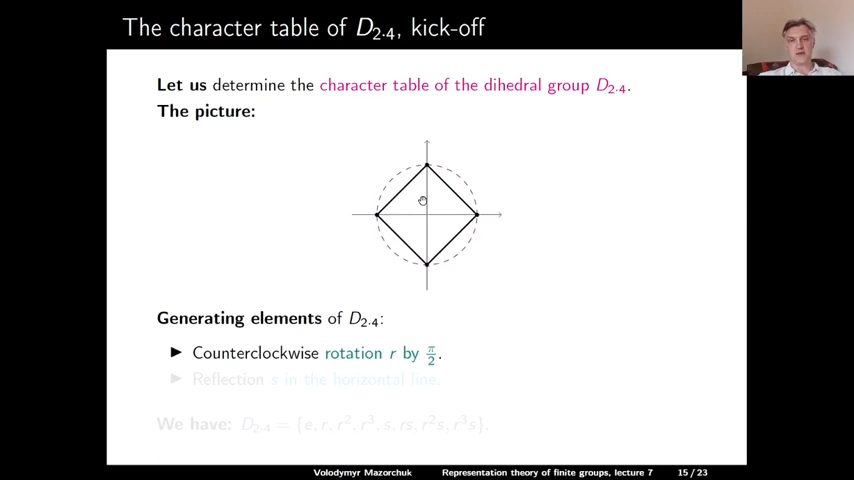 The character table of D₂.₄, kick-off
Let us determine the character table of the dihedral group D₂.₄.
The picture:
Generating elements of D₂.₄:
▶ Counterclockwise rotation r by π/2.
▶ Reflection s in the horizontal line.
We have: D₂.₄ = {e, r, r², r³, s, rs, r²s, r³s}.
Volodymyr Mazorchuk Representation theory of finite groups, lecture 7 15 / 23